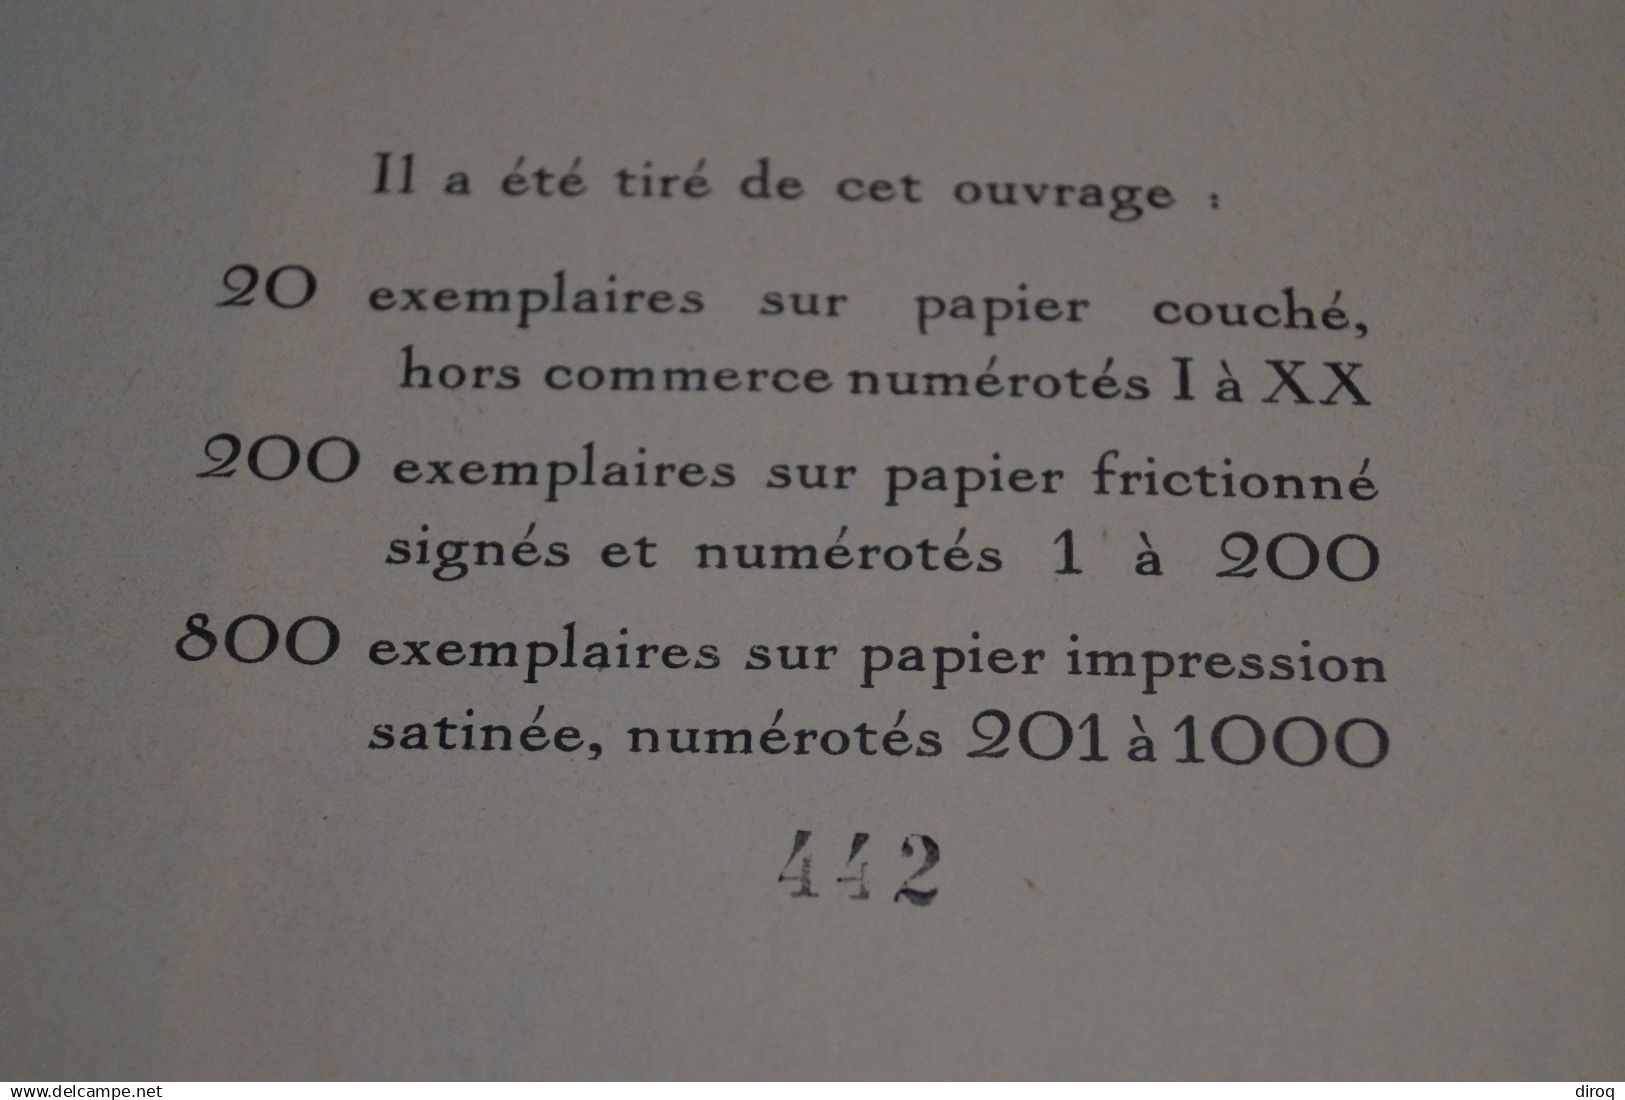 Il a été tiré de cet ouvrage :
20 exemplaires sur papier couché,
hors commerce numérotés I à XX
200 exemplaires sur papier frictionné
signés et numérotés 1 à 200
800 exemplaires sur papier impression
satinée, numérotés 201 à 1000
442
www.delcampe.net
diroq